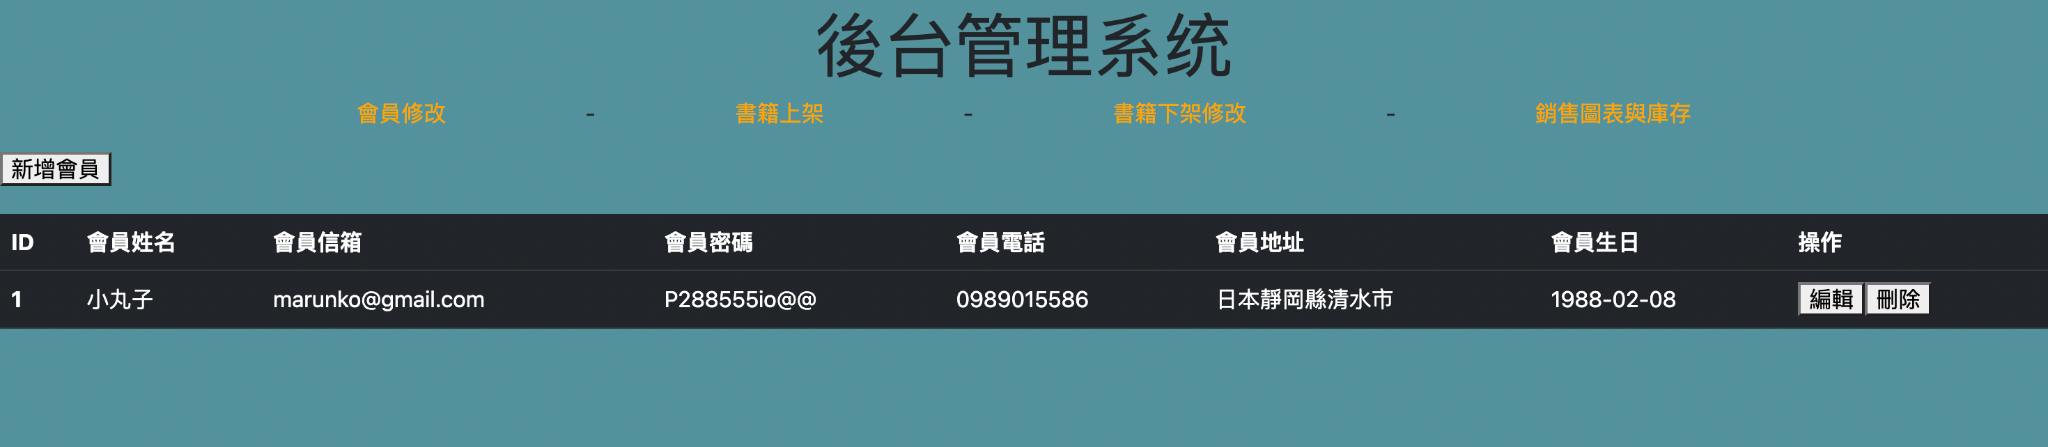 後台管理系统
會員修改 - 書籍上架 - 書籍下架修改 - 銷售圖表與庫存
新增會員
ID 會員姓名 會員信箱 會員密碼 會員電話 會員地址 會員生日 操作
1 小丸子 marunko@gmail.com P288555io@@ 0989015586 日本靜岡縣清水市 1988-02-08 編輯 刪除